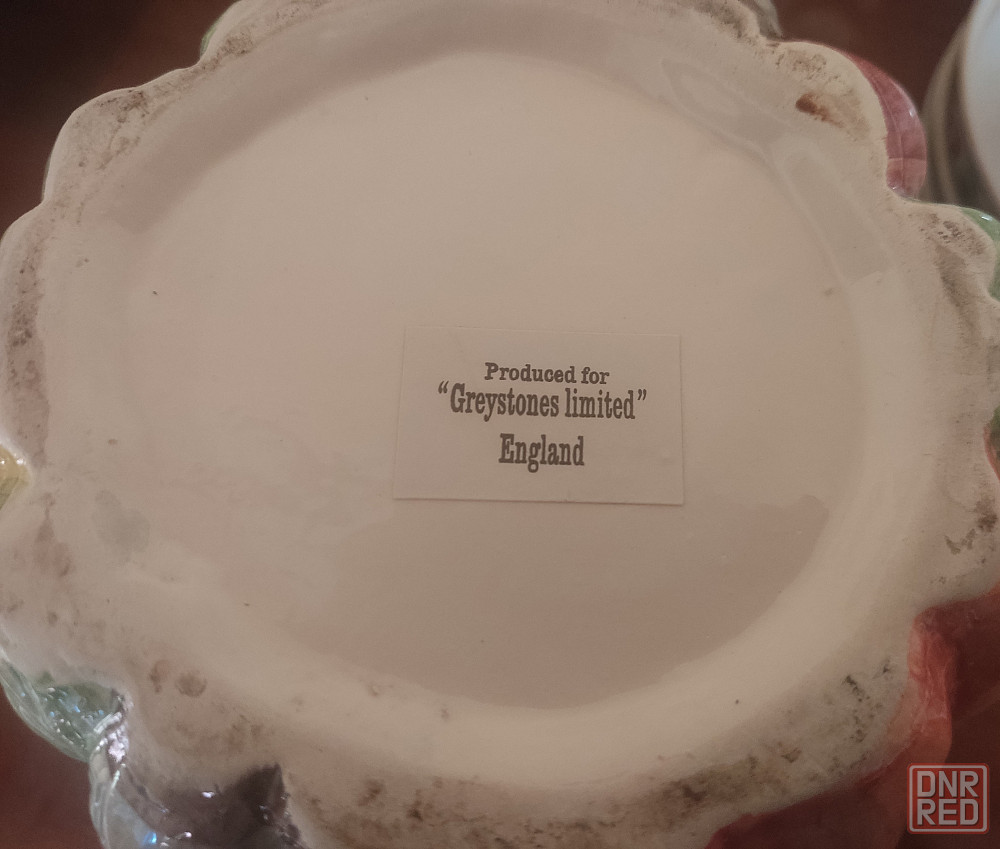 Produced for
“Greystones limited”
England
DNR
RED